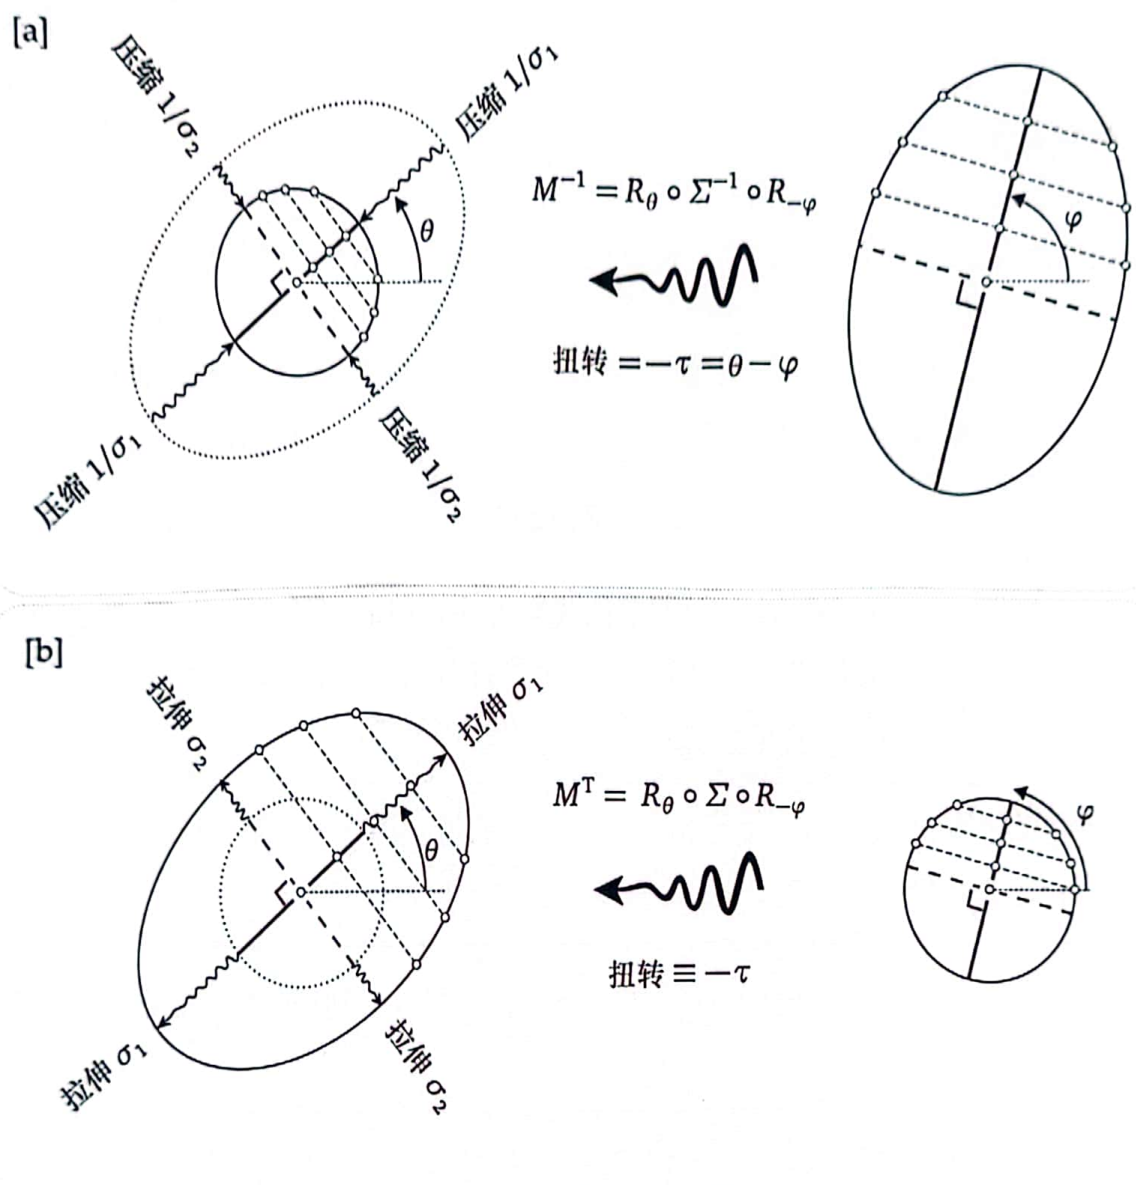 [a]
压缩 1/σ₂
压缩 1/σ₁
θ
M⁻¹ = R_θ ∘ Σ⁻¹ ∘ R_₋φ
扭转 = −τ = θ − φ
φ
压缩 1/σ₁
压缩 1/σ₂
[b]
拉伸 σ₂
拉伸 σ₁
θ
Mᵀ = R_θ ∘ Σ ∘ R_₋φ
扭转 ≡ −τ
φ
拉伸 σ₁
拉伸 σ₂